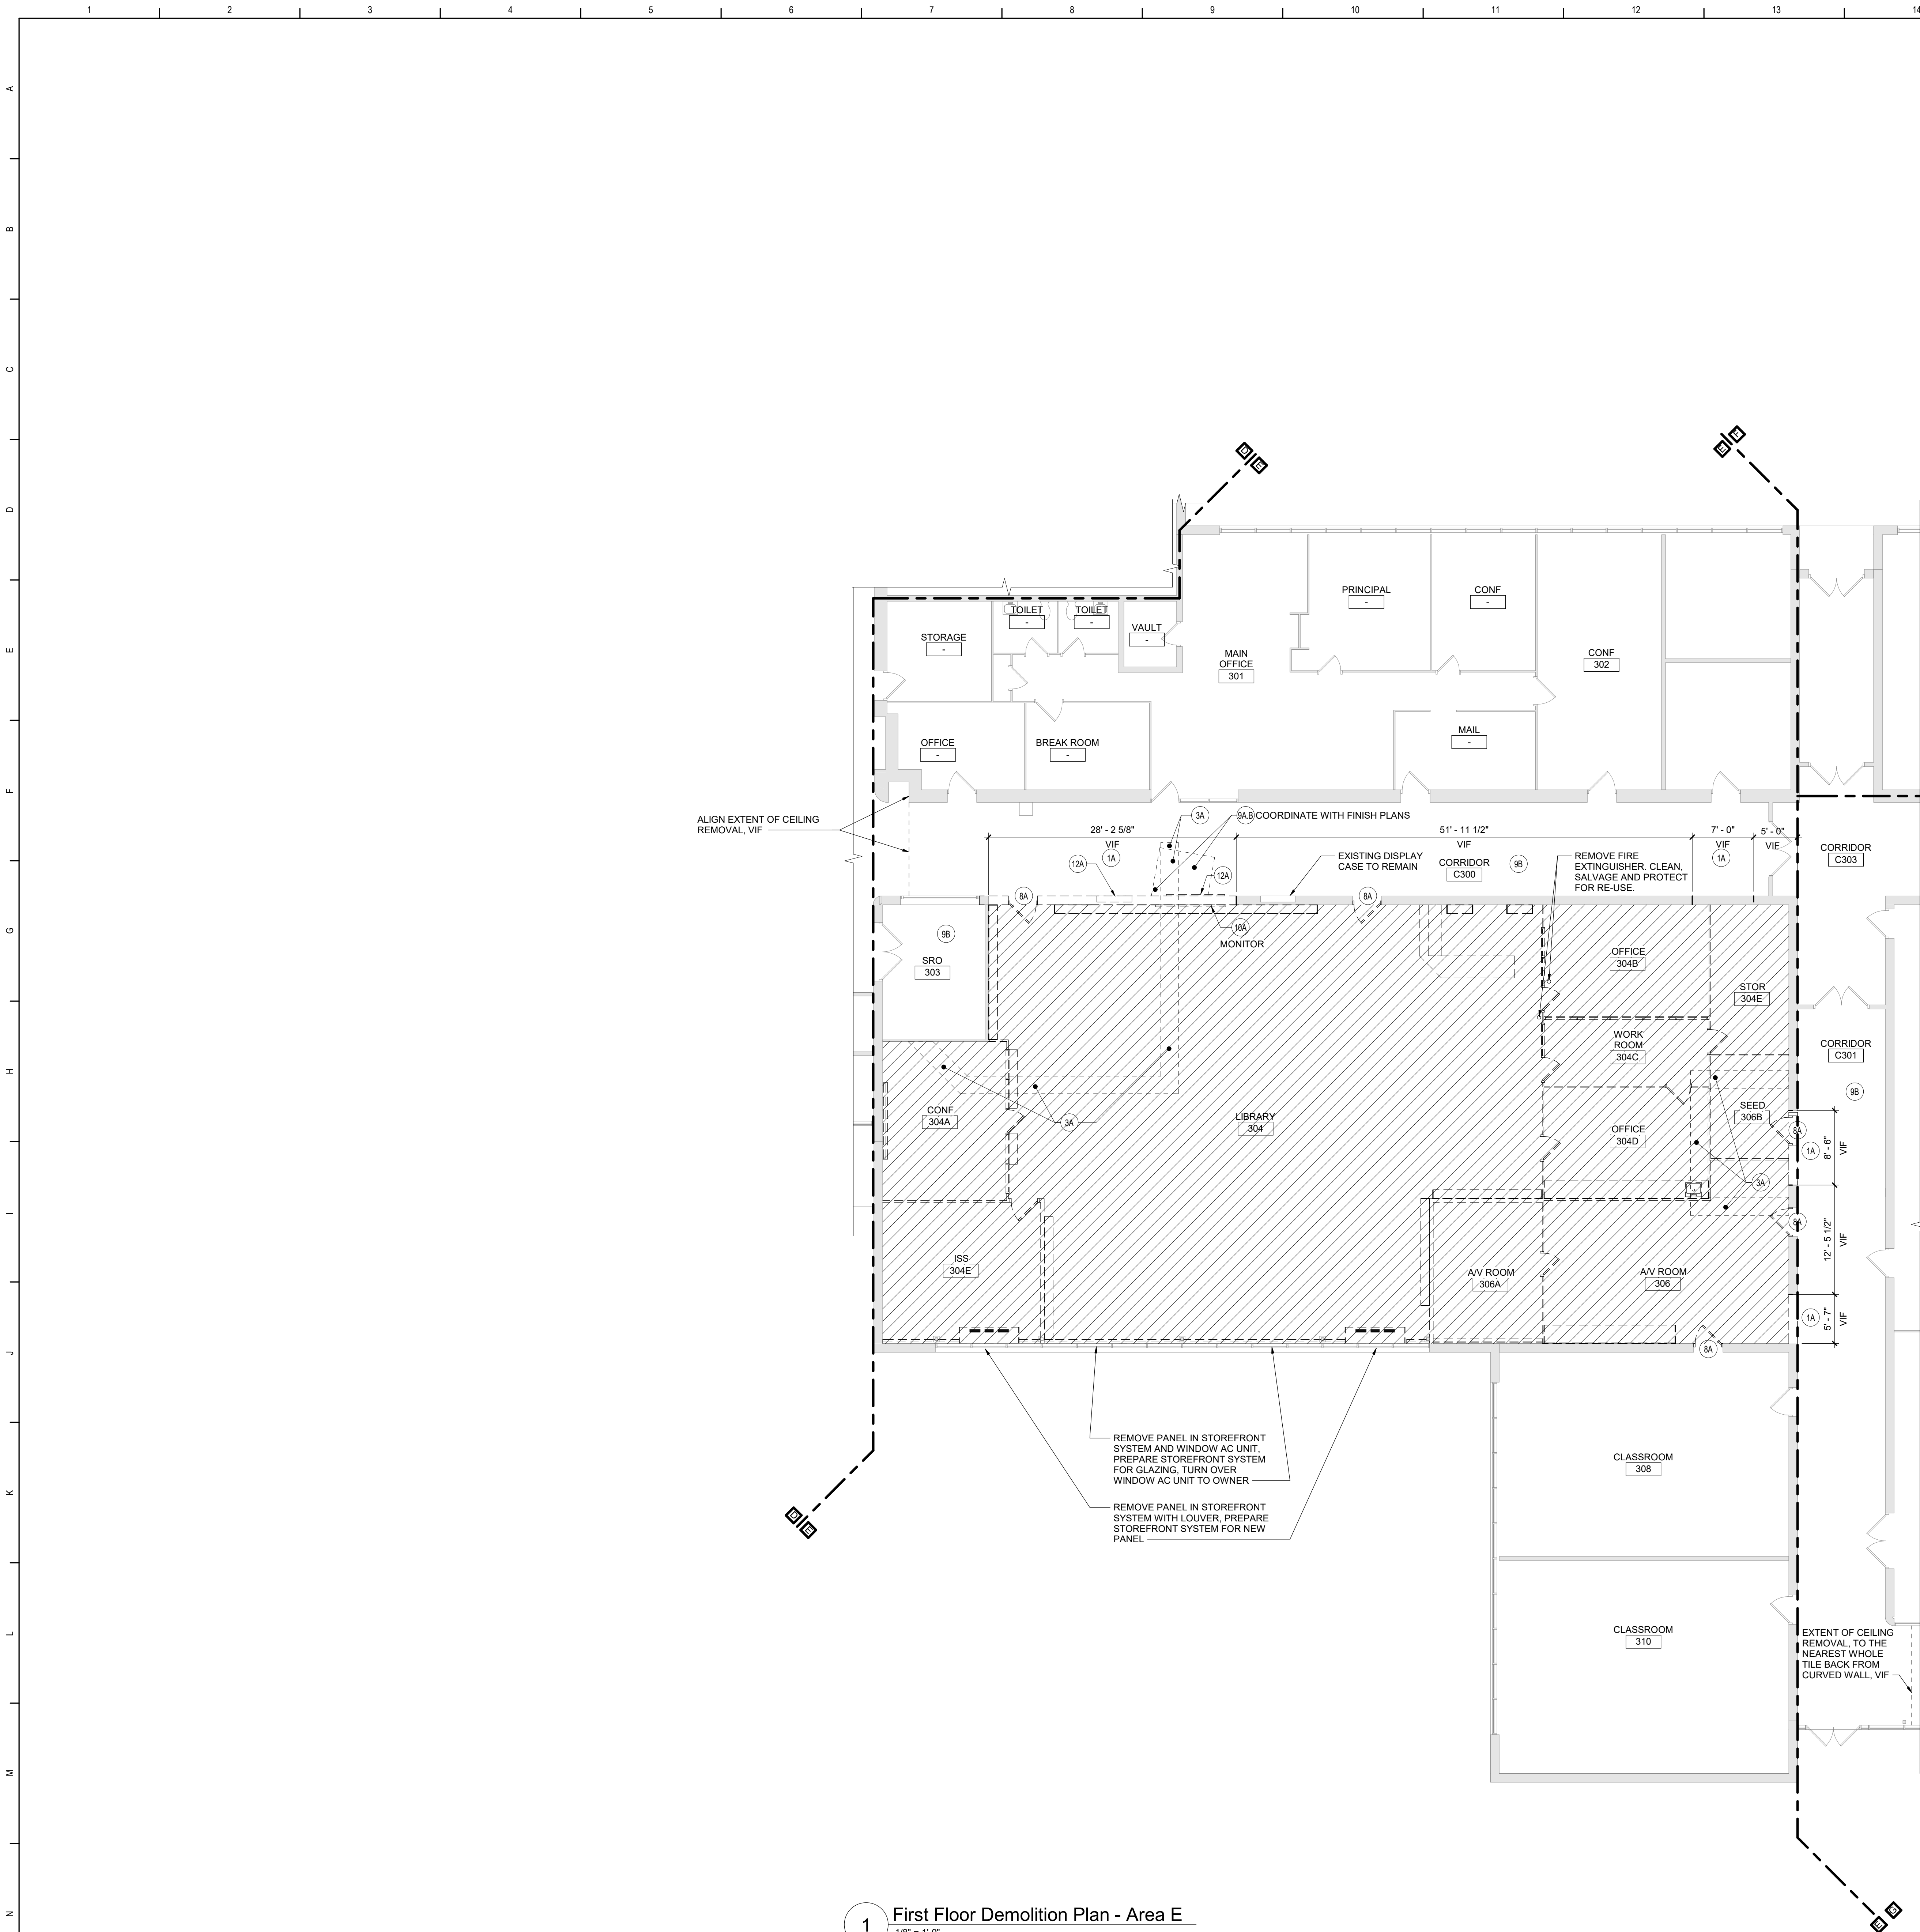 1 2 3 4 5 6 7 8 9 10 11 12 13 14
A
B
C
D
E
F
G
H
I
J
K
L
M
N
D
E
E
F
STORAGE
-
TOILET
-
TOILET
-
VAULT
-
MAIN
OFFICE
301
PRINCIPAL
-
CONF
-
CONF
302
OFFICE
-
BREAK ROOM
-
MAIL
-
ALIGN EXTENT OF CEILING
REMOVAL, VIF
3A
9A.B
COORDINATE WITH FINISH PLANS
28' - 2 5/8"
VIF
1A
51' - 11 1/2"
VIF
7' - 0"
VIF
1A
5' - 0"
VIF
12A
12A
EXISTING DISPLAY
CASE TO REMAIN
CORRIDOR
C300
9B
REMOVE FIRE
EXTINGUISHER. CLEAN,
SALVAGE AND PROTECT
FOR RE-USE.
CORRIDOR
C303
8A
8A
10A
MONITOR
9B
SRO
303
OFFICE
304B
STOR
304E
WORK
ROOM
304C
CORRIDOR
C301
9B
CONF
304A
3A
LIBRARY
304
OFFICE
304D
SEED
306B
8A
1A
8' - 6"
VIF
3A
8A
12' - 5 1/2"
VIF
ISS
304E
A/V ROOM
306A
A/V ROOM
306
1A
5' - 7"
VIF
8A
REMOVE PANEL IN STOREFRONT
SYSTEM AND WINDOW AC UNIT,
PREPARE STOREFRONT SYSTEM
FOR GLAZING, TURN OVER
WINDOW AC UNIT TO OWNER
REMOVE PANEL IN STOREFRONT
SYSTEM WITH LOUVER, PREPARE
STOREFRONT SYSTEM FOR NEW
PANEL
D
E
CLASSROOM
308
CLASSROOM
310
EXTENT OF CEILING
REMOVAL, TO THE
NEAREST WHOLE
TILE BACK FROM
CURVED WALL, VIF
E
G
1
First Floor Demolition Plan - Area E
1/8" = 1'-0"